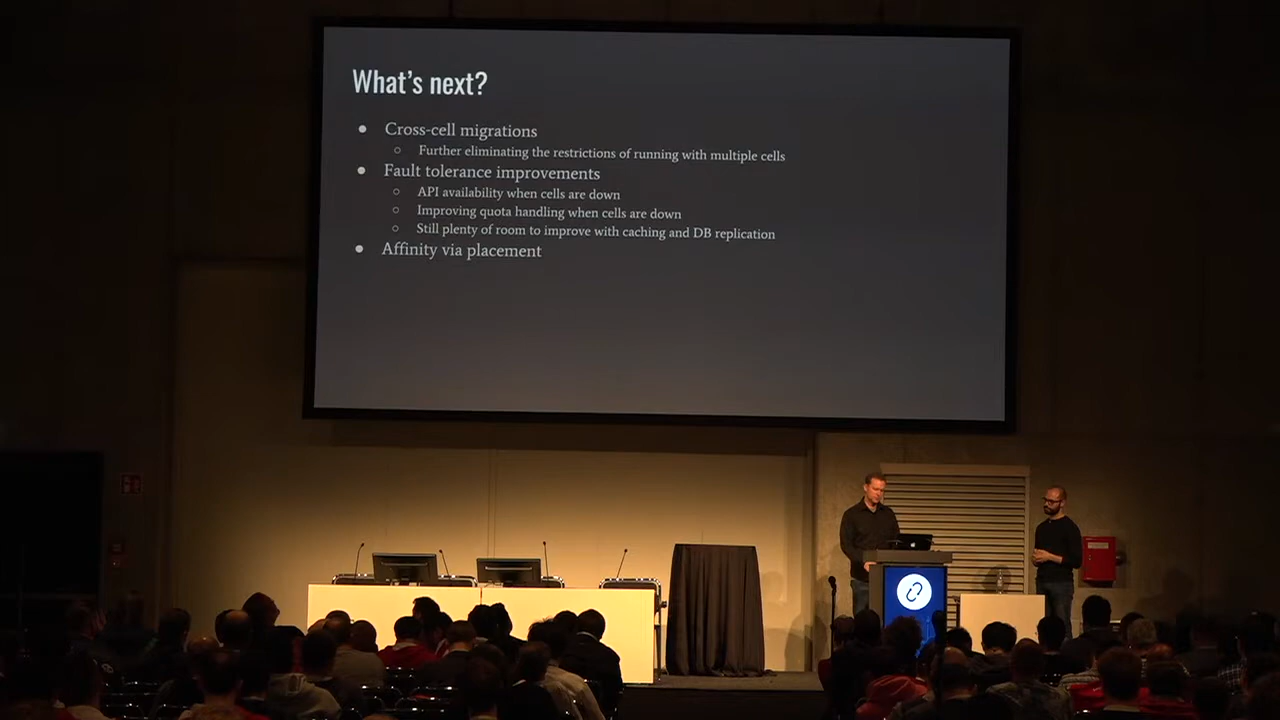 What's next?
● Cross-cell migrations
○ Further eliminating the restrictions of running with multiple cells
● Fault tolerance improvements
○ API availability when cells are down
○ Improving quota handling when cells are down
○ Still plenty of room to improve with caching and DB replication
● Affinity via placement